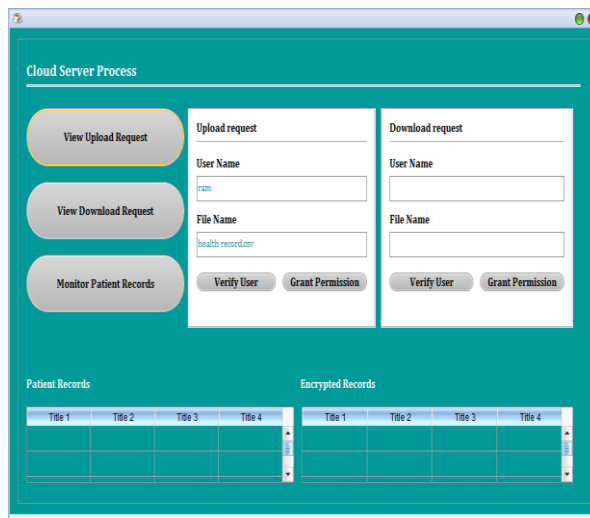 Cloud Server Process
View Upload Request
View Download Request
Monitor Patient Records
Upload request
User Name
ram
File Name
health record.csv
Verify User Grant Permission
Download request
User Name
File Name
Verify User Grant Permission
Patient Records
Title 1 Title 2 Title 3 Title 4
Encrypted Records
Title 1 Title 2 Title 3 Title 4